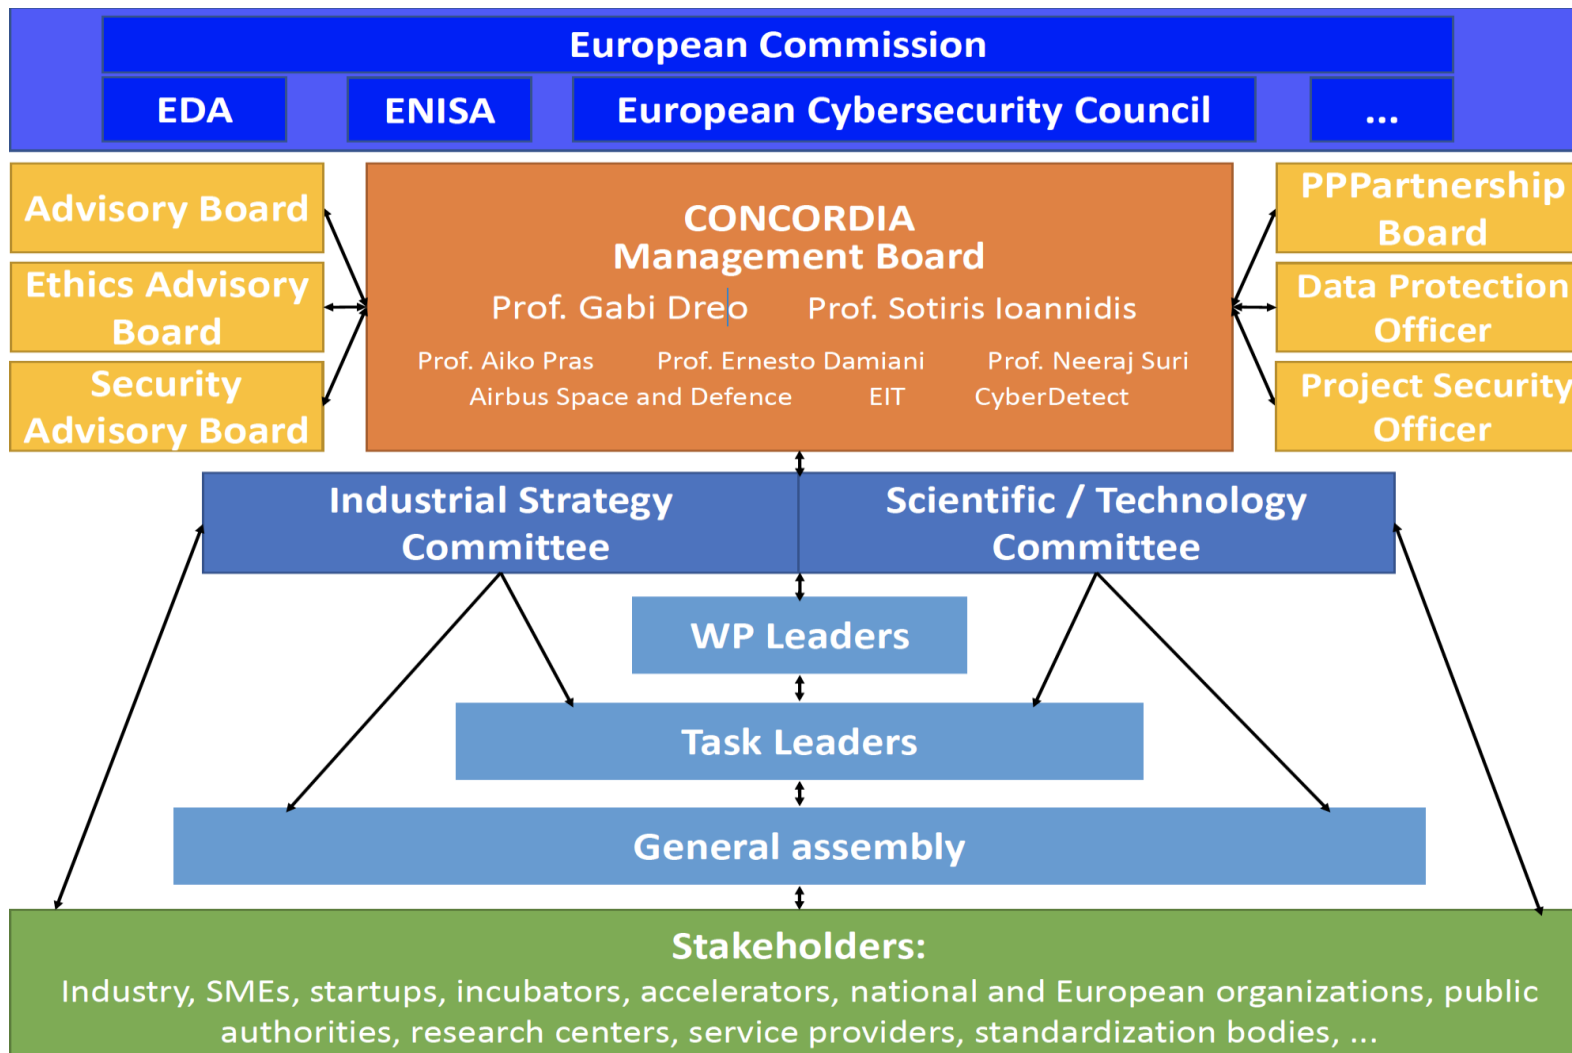 European Commission
EDA
ENISA
European Cybersecurity Council
...
Advisory Board
Ethics Advisory
Board
Security
Advisory Board
CONCORDIA
Management Board
Prof. Gabi Dreo
Prof. Sotiris Ioannidis
Prof. Aiko Pras
Prof. Ernesto Damiani
Prof. Neeraj Suri
Airbus Space and Defence
EIT
CyberDetect
PPPartnership
Board
Data Protection
Officer
Project Security
Officer
Industrial Strategy
Committee
Scientific / Technology
Committee
WP Leaders
Task Leaders
General assembly
Stakeholders:
Industry, SMEs, startups, incubators, accelerators, national and European organizations, public
authorities, research centers, service providers, standardization bodies, ...